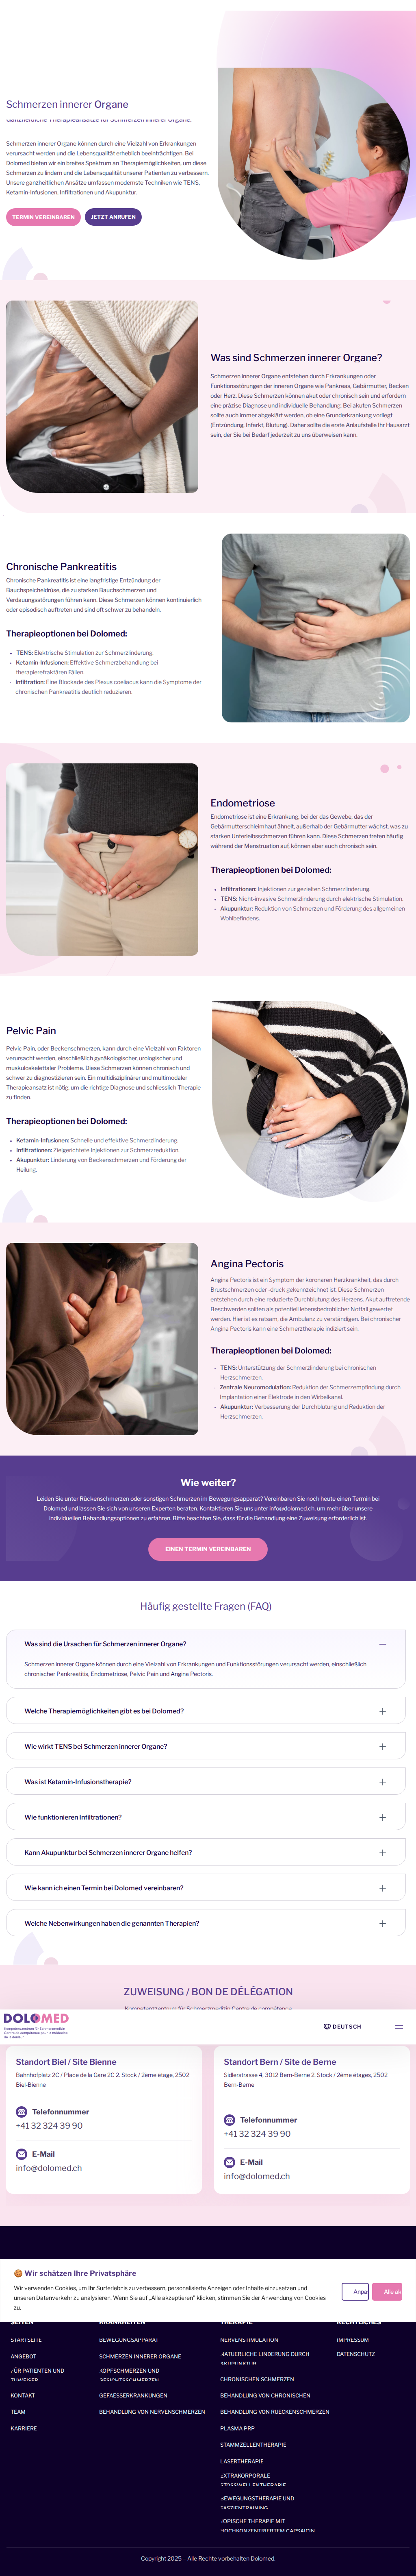 Schmerzen innerer Organe
Ganzheitliche Therapieansätze für Schmerzen innerer Organe.
Schmerzen innerer Organe können durch eine Vielzahl von Erkrankungen
verursacht werden und die Lebensqualität erheblich beeinträchtigen. Bei
Dolomed bieten wir ein breites Spektrum an Therapiemöglichkeiten, um diese
Schmerzen zu lindern und die Lebensqualität unserer Patienten zu verbessern.
Unsere ganzheitlichen Ansätze umfassen modernste Techniken wie TENS,
Ketamin-Infusionen, Infiltrationen und Akupunktur.
TERMIN VEREINBAREN
JETZT ANRUFEN
Was sind Schmerzen innerer Organe?
Schmerzen innerer Organe entstehen durch Erkrankungen oder
Funktionsstörungen der inneren Organe wie Pankreas, Gebärmutter, Becken
oder Herz. Diese Schmerzen können akut oder chronisch sein und erfordern
eine präzise Diagnose und individuelle Behandlung. Bei akuten Schmerzen
sollte auch immer abgeklärt werden, ob eine Grunderkrankung vorliegt
(Entzündung, Infarkt, Blutung). Daher sollte die erste Anlaufstelle Ihr Hausarzt
sein, der Sie bei Bedarf jederzeit zu uns überweisen kann.
Chronische Pankreatitis
Chronische Pankreatitis ist eine langfristige Entzündung der
Bauchspeicheldrüse, die zu starken Bauchschmerzen und
Verdauungsstörungen führen kann. Diese Schmerzen können kontinuierlich
oder episodisch auftreten und sind oft schwer zu behandeln.
Therapieoptionen bei Dolomed:
TENS: Elektrische Stimulation zur Schmerzlinderung.
Ketamin-Infusionen: Effektive Schmerzbehandlung bei
therapierefraktären Fällen.
Infiltration: Eine Blockade des Plexus coeliacus kann die Symptome der
chronischen Pankreatitis deutlich reduzieren.
Endometriose
Endometriose ist eine Erkrankung, bei der das Gewebe, das der
Gebärmutterschleimhaut ähnelt, außerhalb der Gebärmutter wächst, was zu
starken Unterleibsschmerzen führen kann. Diese Schmerzen treten häufig
während der Menstruation auf, können aber auch chronisch sein.
Therapieoptionen bei Dolomed:
Infiltrationen: Injektionen zur gezielten Schmerzlinderung.
TENS: Nicht-invasive Schmerzlinderung durch elektrische Stimulation.
Akupunktur: Reduktion von Schmerzen und Förderung des allgemeinen
Wohlbefindens.
Pelvic Pain
Pelvic Pain, oder Beckenschmerzen, kann durch eine Vielzahl von Faktoren
verursacht werden, einschließlich gynäkologischer, urologischer und
muskuloskelettaler Probleme. Diese Schmerzen können chronisch und
schwer zu diagnostizieren sein. Ein multidisziplinärer und multimodaler
Therapieansatz ist nötig, um die richtige Diagnose und schliesslich Therapie
zu finden.
Therapieoptionen bei Dolomed:
Ketamin-Infusionen: Schnelle und effektive Schmerzlinderung.
Infiltrationen: Zielgerichtete Injektionen zur Schmerzreduktion.
Akupunktur: Linderung von Beckenschmerzen und Förderung der
Heilung.
Angina Pectoris
Angina Pectoris ist ein Symptom der koronaren Herzkrankheit, das durch
Brustschmerzen oder -druck gekennzeichnet ist. Diese Schmerzen
entstehen durch eine reduzierte Durchblutung des Herzens. Akut auftretende
Beschwerden sollten als potentiell lebensbedrohlicher Notfall gewertet
werden. Hier ist es ratsam, die Ambulanz zu verständigen. Bei chronischer
Angina Pectoris kann eine Schmerztherapie indiziert sein.
Therapieoptionen bei Dolomed:
TENS: Unterstützung der Schmerzlinderung bei chronischen
Herzschmerzen.
Zentrale Neuromodulation: Reduktion der Schmerzempfindung durch
Implantation einer Elektrode in den Wirbelkanal.
Akupunktur: Verbesserung der Durchblutung und Reduktion der
Herzschmerzen.
Wie weiter?
Leiden Sie unter Rückenschmerzen oder sonstigen Schmerzen im Bewegungsapparat? Vereinbaren Sie noch heute einen Termin bei
Dolomed und lassen Sie sich von unseren Experten beraten. Kontaktieren Sie uns unter info@dolomed.ch, um mehr über unsere
individuellen Behandlungsoptionen zu erfahren. Bitte beachten Sie, dass für die Behandlung eine Zuweisung erforderlich ist.
EINEN TERMIN VEREINBAREN
Häufig gestellte Fragen (FAQ)
Was sind die Ursachen für Schmerzen innerer Organe?
Schmerzen innerer Organe können durch eine Vielzahl von Erkrankungen und Funktionsstörungen verursacht werden, einschließlich
chronischer Pankreatitis, Endometriose, Pelvic Pain und Angina Pectoris.
Welche Therapiemöglichkeiten gibt es bei Dolomed?
Wie wirkt TENS bei Schmerzen innerer Organe?
Was ist Ketamin-Infusionstherapie?
Wie funktionieren Infiltrationen?
Kann Akupunktur bei Schmerzen innerer Organe helfen?
Wie kann ich einen Termin bei Dolomed vereinbaren?
Welche Nebenwirkungen haben die genannten Therapien?
ZUWEISUNG / BON DE DÉLÉGATION
Kompetenzzentrum für Schmerzmedizin Centre de compétence
DOLOMED
Kompetenzzentrum für Schmerzmedizin
Centre de compétence pour la médecine
de la douleur
DEUTSCH
Standort Biel / Site Bienne
Bahnhofplatz 2C / Place de la Gare 2C 2. Stock / 2ème étage, 2502
Biel-Bienne
Telefonnummer
+41 32 324 39 90
E-Mail
info@dolomed.ch
Standort Bern / Site de Berne
Sidlerstrasse 4, 3012 Bern-Berne 2. Stock / 2ème étages, 2502
Bern-Berne
Telefonnummer
+41 32 324 39 90
E-Mail
info@dolomed.ch
🍪 Wir schätzen Ihre Privatsphäre
Wir verwenden Cookies, um Ihr Surferlebnis zu verbessern, personalisierte Anzeigen oder Inhalte einzusetzen und
unseren Datenverkehr zu analysieren. Wenn Sie auf „Alle akzeptieren" klicken, stimmen Sie der Anwendung von Cookies
zu.
Anpa
Alle ak
SEITEN
STARTSEITE
ANGEBOT
FÜR PATIENTEN UND
ZUWEISER
KONTAKT
TEAM
KARRIERE
KRANKHEITEN
BEWEGUNGSAPPARAT
SCHMERZEN INNERER ORGANE
KOPFSCHMERZEN UND
GESICHTSSCHMERZEN
GEFAESSERKRANKUNGEN
BEHANDLUNG VON NERVENSCHMERZEN
THERAPIE
NERVENSTIMULATION
NATUERLICHE LINDERUNG DURCH
AKUPUNKTUR
CHRONISCHEN SCHMERZEN
BEHANDLUNG VON CHRONISCHEN
BEHANDLUNG VON RUECKENSCHMERZEN
PLASMA PRP
STAMMZELLENTHERAPIE
LASERTHERAPIE
EXTRAKORPORALE
STOSSWELLENTHERAPIE
BEWEGUNGSTHERAPIE UND
FASZIENTRAINING
TOPISCHE THERAPIE MIT
HOCHKONZENTRIERTEM CAPSAICIN
RECHTLICHES
IMPRESSUM
DATENSCHUTZ
Copyright 2025 – Alle Rechte vorbehalten Dolomed.